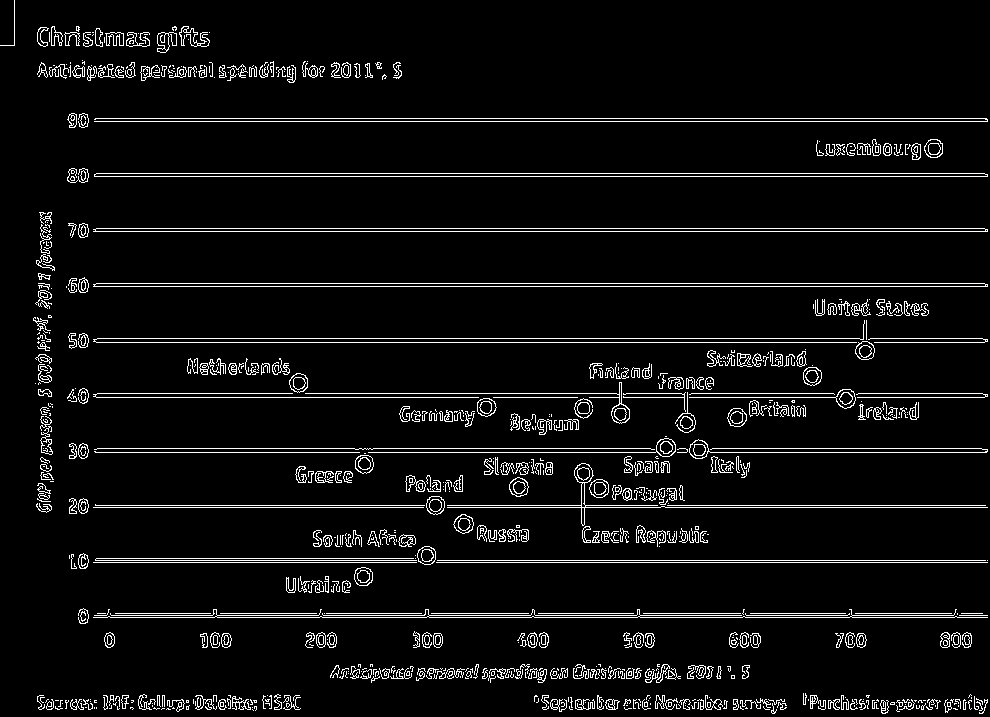 Christmas gifts
Anticipated personal spending for 2011*, $
90
Luxembourg
80
70
60
United States
50
Switzerland
Netherlands
Finland
France
40
Germany
Belgium
Britain
Ireland
30
Greece
Slovakia
Spain
Italy
Poland
Portugal
20
South Africa
Russia
Czech Republic
10
Ukraine
0
GDP per person, $'000 PPP†, 2011 forecast
0 100 200 300 400 500 600 700 800
Anticipated personal spending on Christmas gifts, 2011*, $
Sources: IMF; Gallup; Deloitte; HSBC
*September and November surveys †Purchasing-power parity